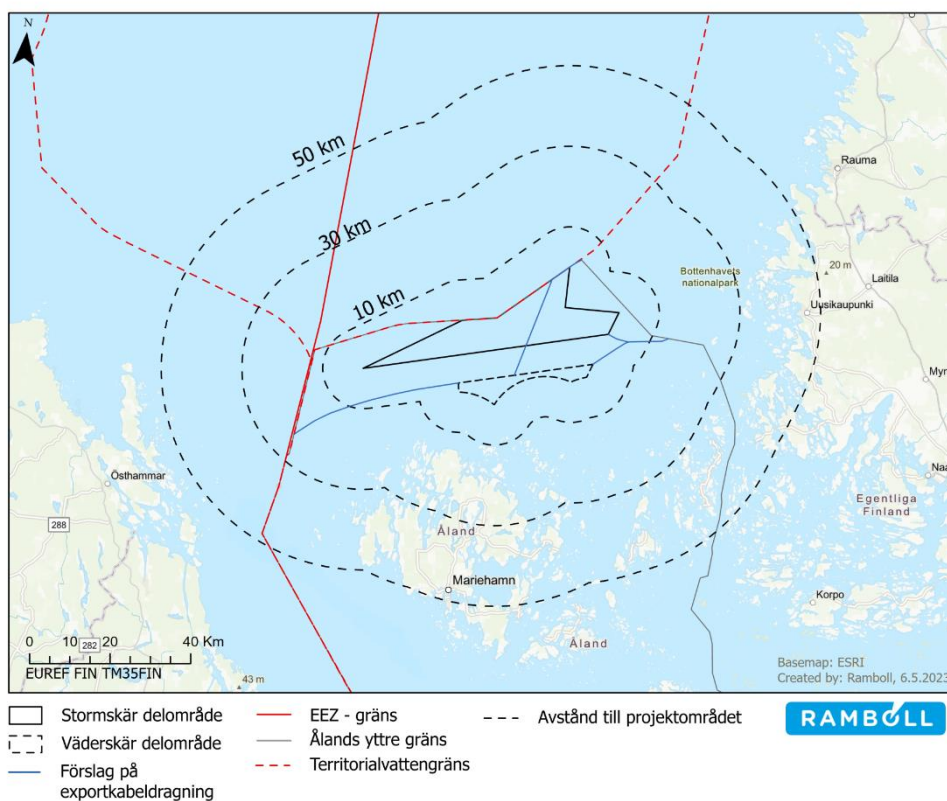 N
50 km
30 km
10 km
Rauma
20 m
Laitila
Bottenhavets
nationalpark
Uusikaupunki
Östhammar
288
282
43 m
Åland
Mariehamn
Åland
Egentliga
Finland
Korpo
0 10 20 40 Km
EUREF FIN TM35FIN
Basemap: ESRI
Created by: Ramboll, 6.5.2023
Stormskär delområde
Väderskär delområde
Förslag på
exportkabeldragning
EEZ - gräns
Ålands yttre gräns
Territorialvattengräns
Avstånd till projektområdet
RAMBOLL